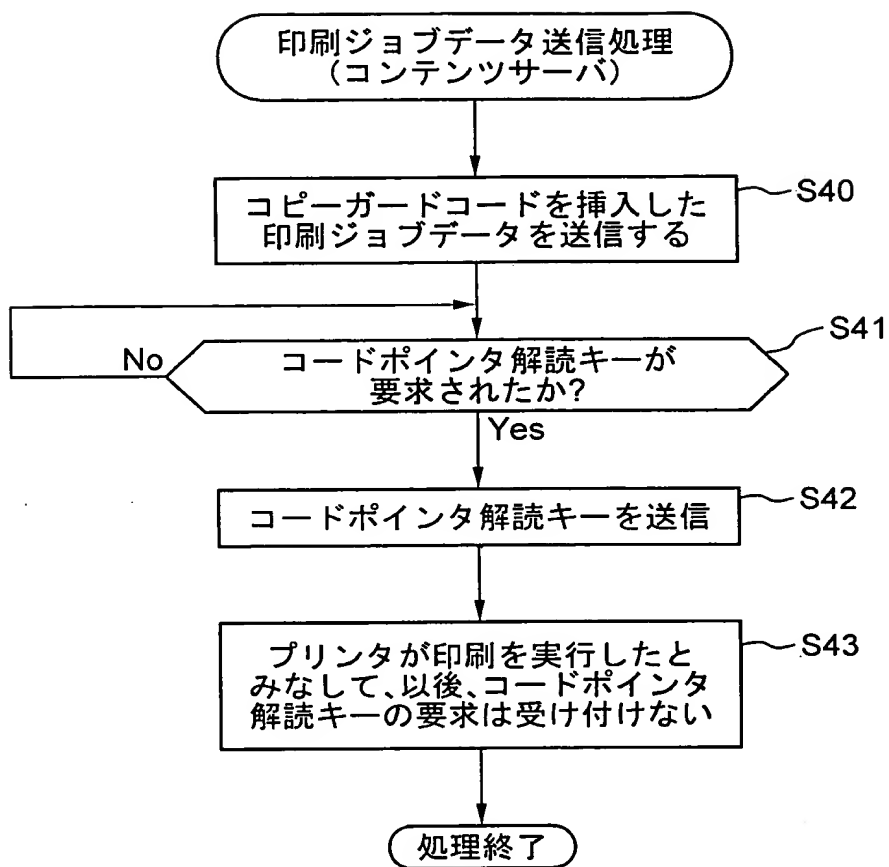 印刷ジョブデータ送信処理
（コンテンツサーバ）
コピーガードコードを挿入した
印刷ジョブデータを送信する
S40
コードポインタ解読キーが
要求されたか?
S41
No
Yes
コードポインタ解読キーを送信
S42
プリンタが印刷を実行したと
みなして、以後、コードポインタ
解読キーの要求は受け付けない
S43
処理終了